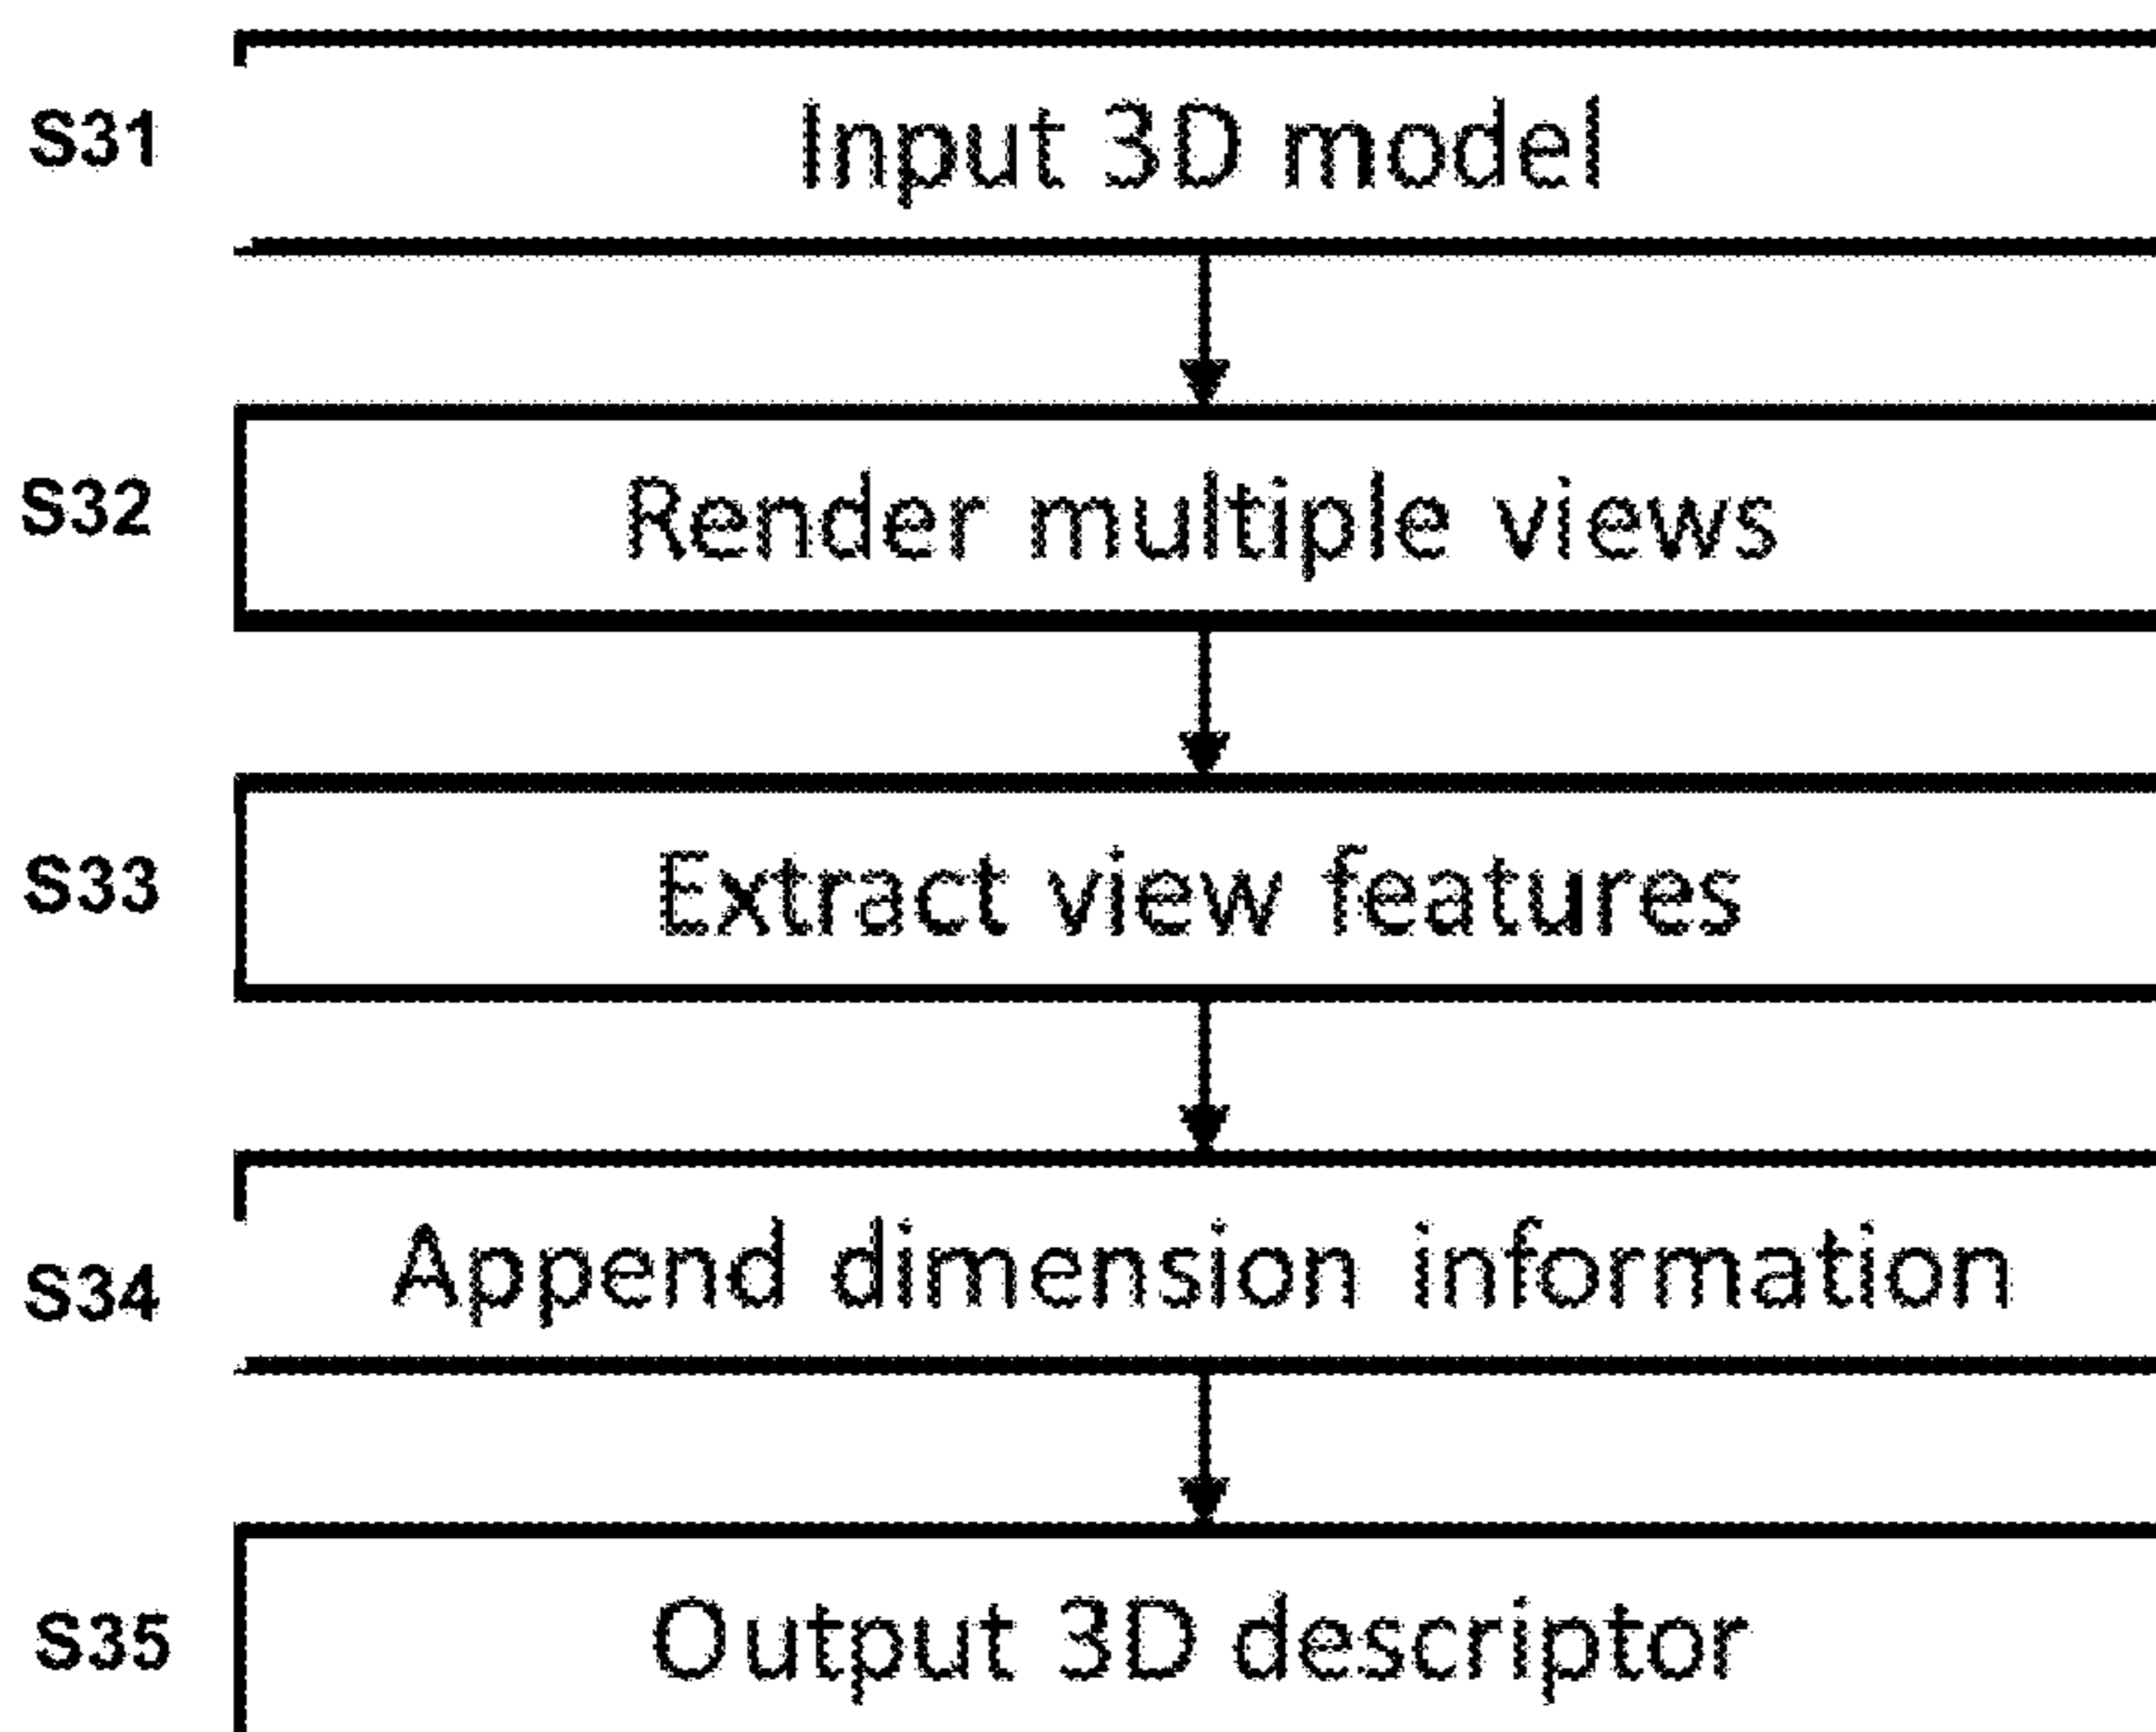 S31 Input 3D model
S32 Render multiple views
S33 Extract view features
S34 Append dimension information
S35 Output 3D descriptor